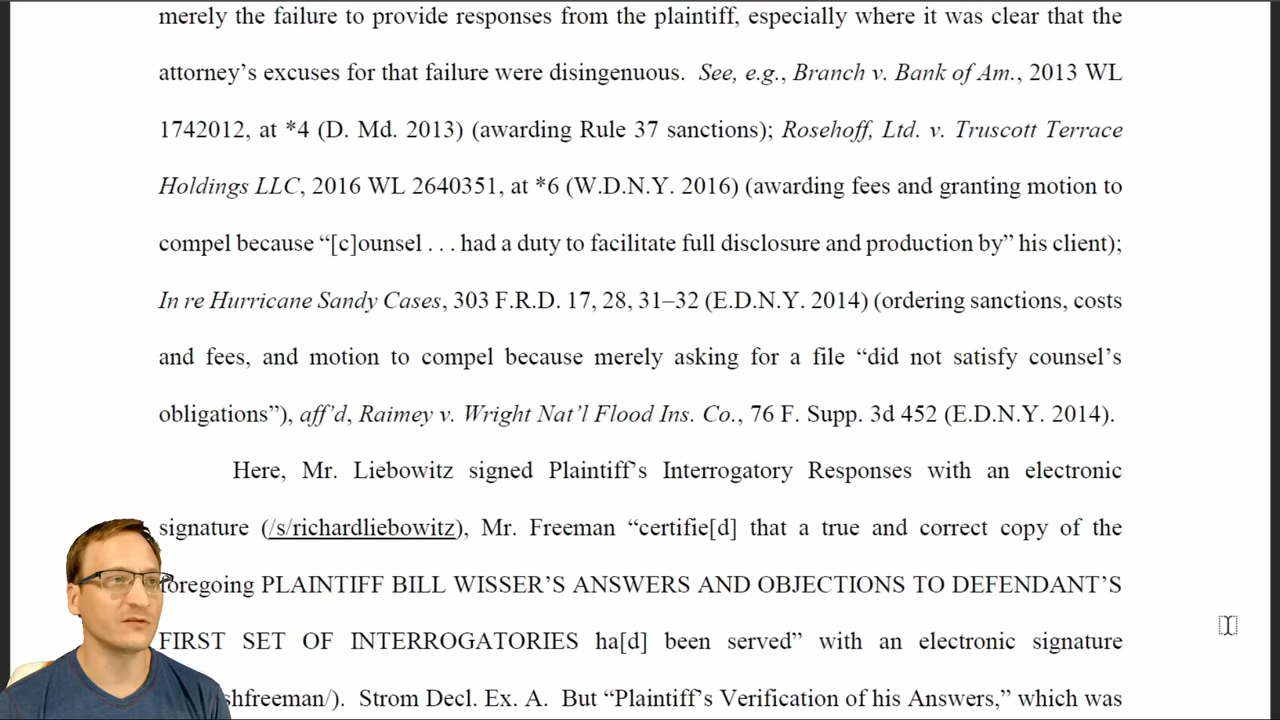 merely the failure to provide responses from the plaintiff, especially where it was clear that the
attorney’s excuses for that failure were disingenuous. See, e.g., Branch v. Bank of Am., 2013 WL
1742012, at *4 (D. Md. 2013) (awarding Rule 37 sanctions); Rosehoff, Ltd. v. Truscott Terrace
Holdings LLC, 2016 WL 2640351, at *6 (W.D.N.Y. 2016) (awarding fees and granting motion to
compel because “[c]ounsel . . . had a duty to facilitate full disclosure and production by” his client);
In re Hurricane Sandy Cases, 303 F.R.D. 17, 28, 31–32 (E.D.N.Y. 2014) (ordering sanctions, costs
and fees, and motion to compel because merely asking for a file “did not satisfy counsel’s
obligations”), aff’d, Raimey v. Wright Nat’l Flood Ins. Co., 76 F. Supp. 3d 452 (E.D.N.Y. 2014).
Here, Mr. Liebowitz signed Plaintiff’s Interrogatory Responses with an electronic
signature (/s/richardliebowitz), Mr. Freeman “certifie[d] that a true and correct copy of the
foregoing PLAINTIFF BILL WISSER’S ANSWERS AND OBJECTIONS TO DEFENDANT’S
FIRST SET OF INTERROGATORIES ha[d] been served” with an electronic signature
shfreeman/). Strom Decl. Ex. A. But “Plaintiff’s Verification of his Answers,” which was